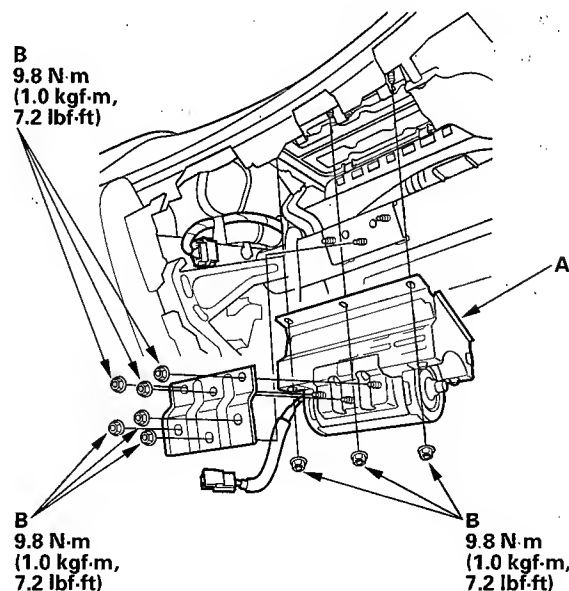 B
9.8 N·m
(1.0 kgf·m,
7.2 lbf·ft)
A
B
9.8 N·m
(1.0 kgf·m,
7.2 lbf·ft)
B
9.8 N·m
(1.0 kgf·m,
7.2 lbf·ft)